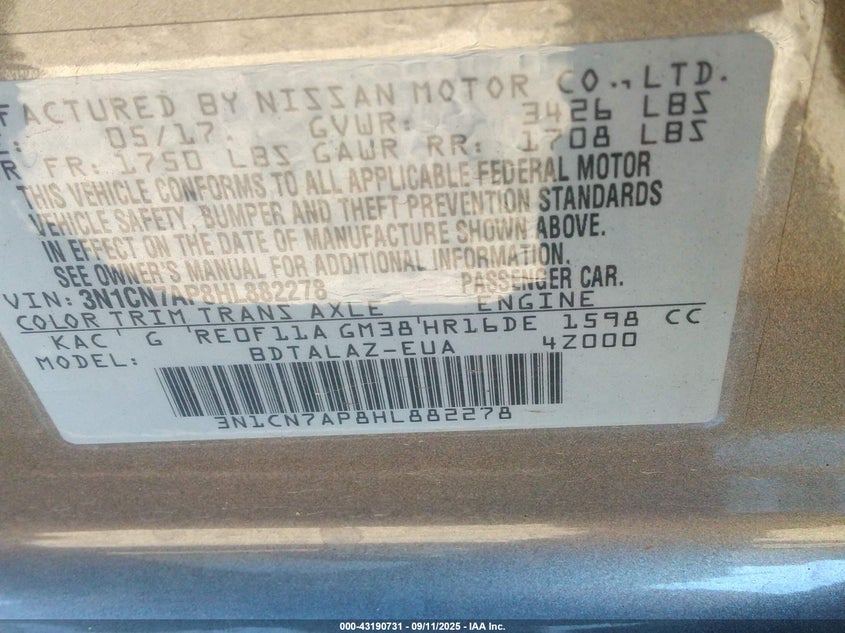 FACTURED BY NISSAN MOTOR CO., LTD.
05/17 GVWR: 3426 LBS
R FR: 1750 LBS GAWR RR: 1708 LBS
THIS VEHICLE CONFORMS TO ALL APPLICABLE FEDERAL MOTOR
VEHICLE SAFETY, BUMPER AND THEFT PREVENTION STANDARDS
IN EFFECT ON THE DATE OF MANUFACTURE SHOWN ABOVE.
SEE OWNER'S MANUAL FOR ADDITIONAL INFORMATION.
VIN: 3N1CN7AP8HL882278 PASSENGER CAR.
COLOR TRIM TRANS AXLE ENGINE
KAC G RE0F11A GM38 HR16DE 1598 CC
MODEL: BDTALAZ-EUA 4Z000
3N1CN7AP8HL882278
000-43190731 - 09/11/2025 - IAA Inc.